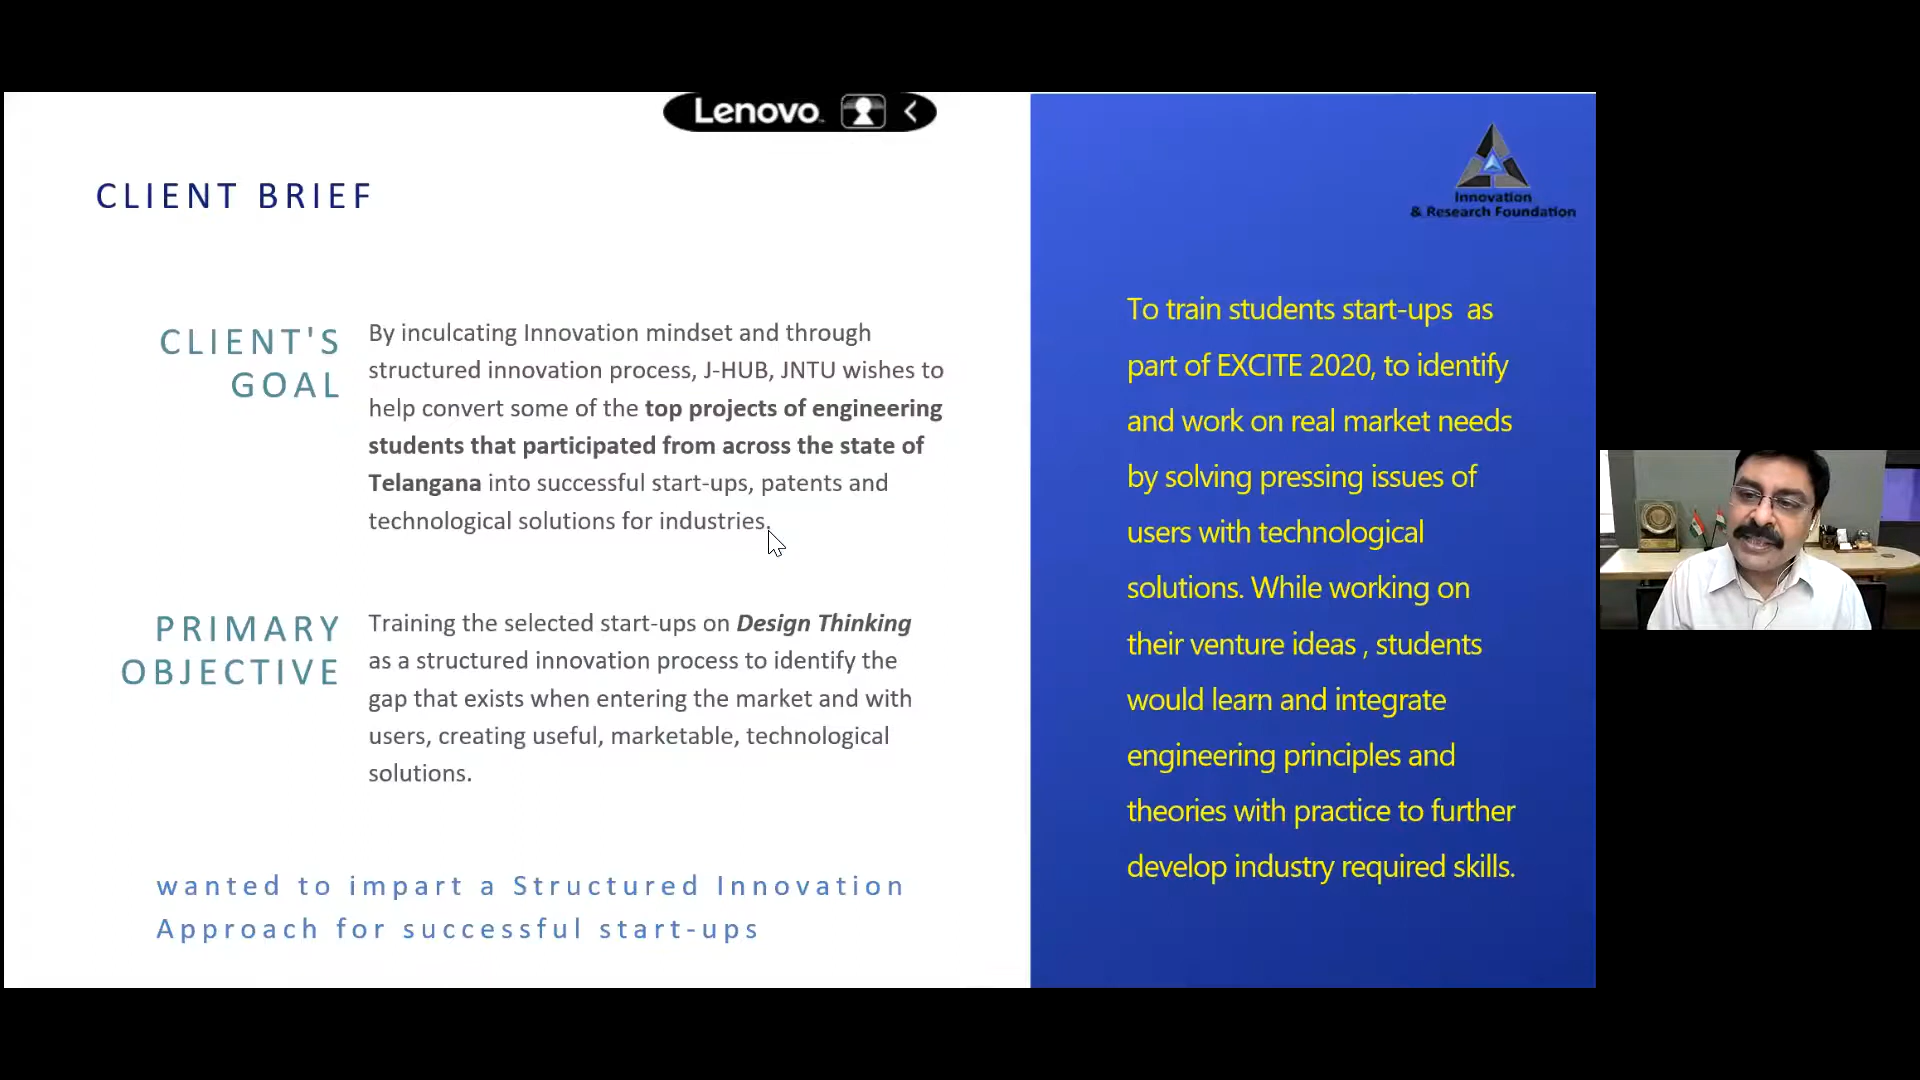 Lenovo
CLIENT BRIEF
CLIENT'S
GOAL
By inculcating Innovation mindset and through
structured innovation process, J-HUB, JNTU wishes to
help convert some of the top projects of engineering
students that participated from across the state of
Telangana into successful start-ups, patents and
technological solutions for industries.
PRIMARY
OBJECTIVE
Training the selected start-ups on Design Thinking
as a structured innovation process to identify the
gap that exists when entering the market and with
users, creating useful, marketable, technological
solutions.
wanted to impart a Structured Innovation
Approach for successful start-ups
Innovation
& Research Foundation
To train students start-ups as
part of EXCITE 2020, to identify
and work on real market needs
by solving pressing issues of
users with technological
solutions. While working on
their venture ideas , students
would learn and integrate
engineering principles and
theories with practice to further
develop industry required skills.